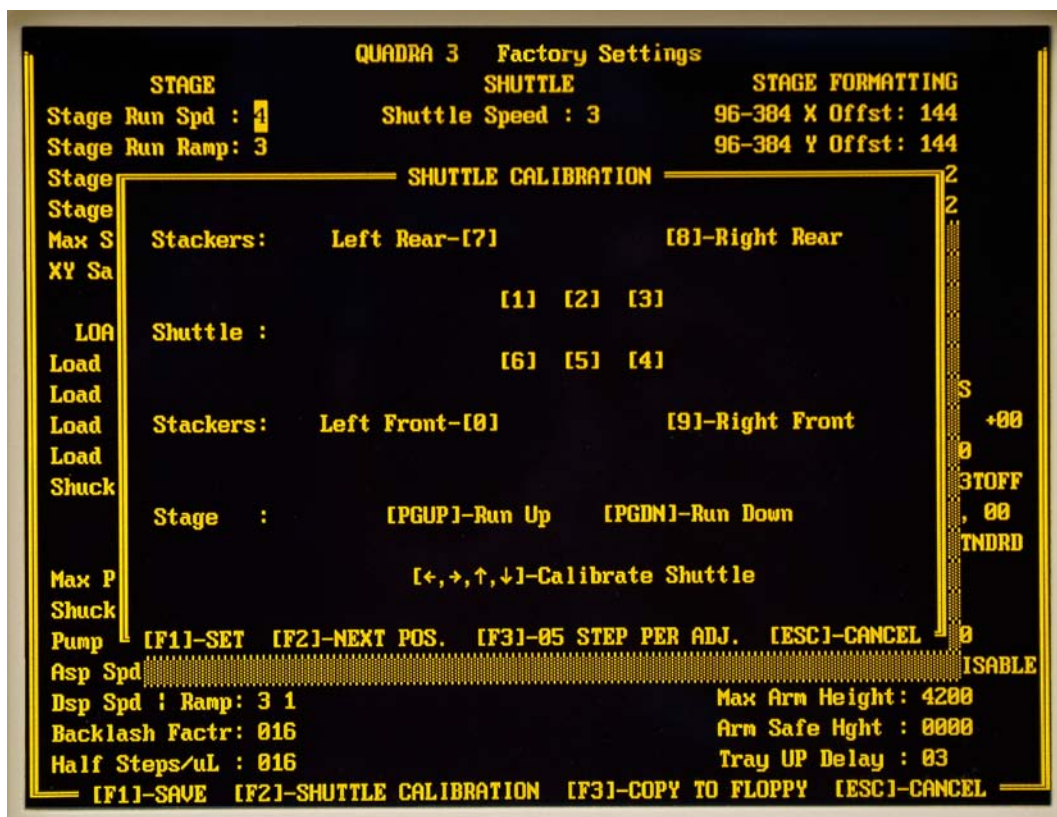 QUADRA 3 Factory Settings
STAGE SHUTTLE STAGE FORMATTING
Stage Run Spd : 4 Shuttle Speed : 3 96-384 X Offst: 144
Stage Run Ramp: 3 96-384 Y Offst: 144
Stage SHUTTLE CALIBRATION 2
Stage 2
Max S Stackers: Left Rear-[7] [8]-Right Rear
XY Sa
[1] [2] [3]
LOA Shuttle :
Load [6] [5] [4]
Load S
Load Stackers: Left Front-[0] [9]-Right Front +00
Load 0
Shuck 3TOFF
Stage : [PGUP]-Run Up [PGDN]-Run Down , 00
TNDRD
Max P [←,→,↑,↓]-Calibrate Shuttle
Shuck
Pump [F1]-SET [F2]-NEXT POS. [F3]-05 STEP PER ADJ. [ESC]-CANCEL 0
Asp Spd ISABLE
Dsp Spd ¦ Ramp: 3 1 Max Arm Height: 4200
Backlash Factr: 016 Arm Safe Hght : 0000
Half Steps/uL : 016 Tray UP Delay : 03
[F1]-SAVE [F2]-SHUTTLE CALIBRATION [F3]-COPY TO FLOPPY [ESC]-CANCEL